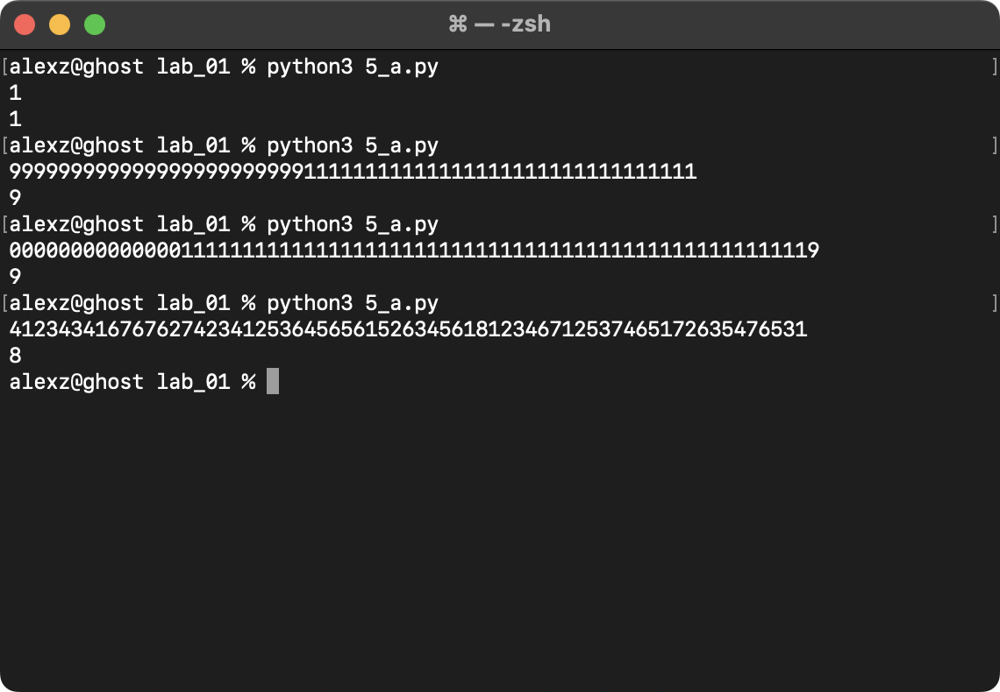 ⌘ — -zsh
[alexz@ghost lab_01 % python3 5_a.py ]
1
1
[alexz@ghost lab_01 % python3 5_a.py ]
99999999999999999999999911111111111111111111111111111111
9
[alexz@ghost lab_01 % python3 5_a.py ]
000000000000001111111111111111111111111111111111111111111111111119
9
[alexz@ghost lab_01 % python3 5_a.py ]
41234341676762742341253645656152634561812346712537465172635476531
8
alexz@ghost lab_01 %